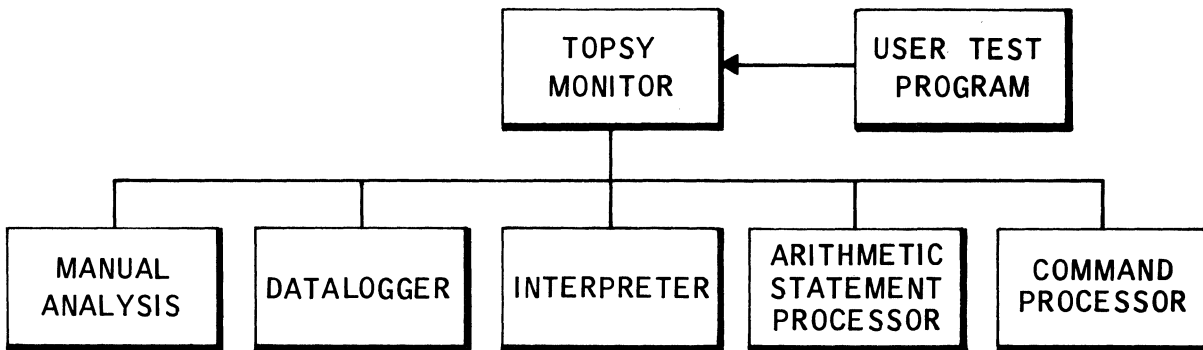 TOPSY
MONITOR
USER TEST
PROGRAM
MANUAL
ANALYSIS
DATALOGGER
INTERPRETER
ARITHMETIC
STATEMENT
PROCESSOR
COMMAND
PROCESSOR